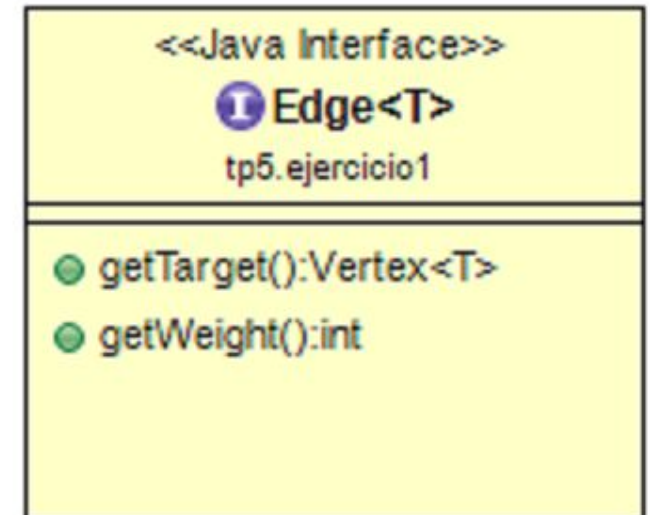 <<Java Interface>>
I Edge<T>
tp5.ejercicio1
getTarget():Vertex<T>
getWeight():int